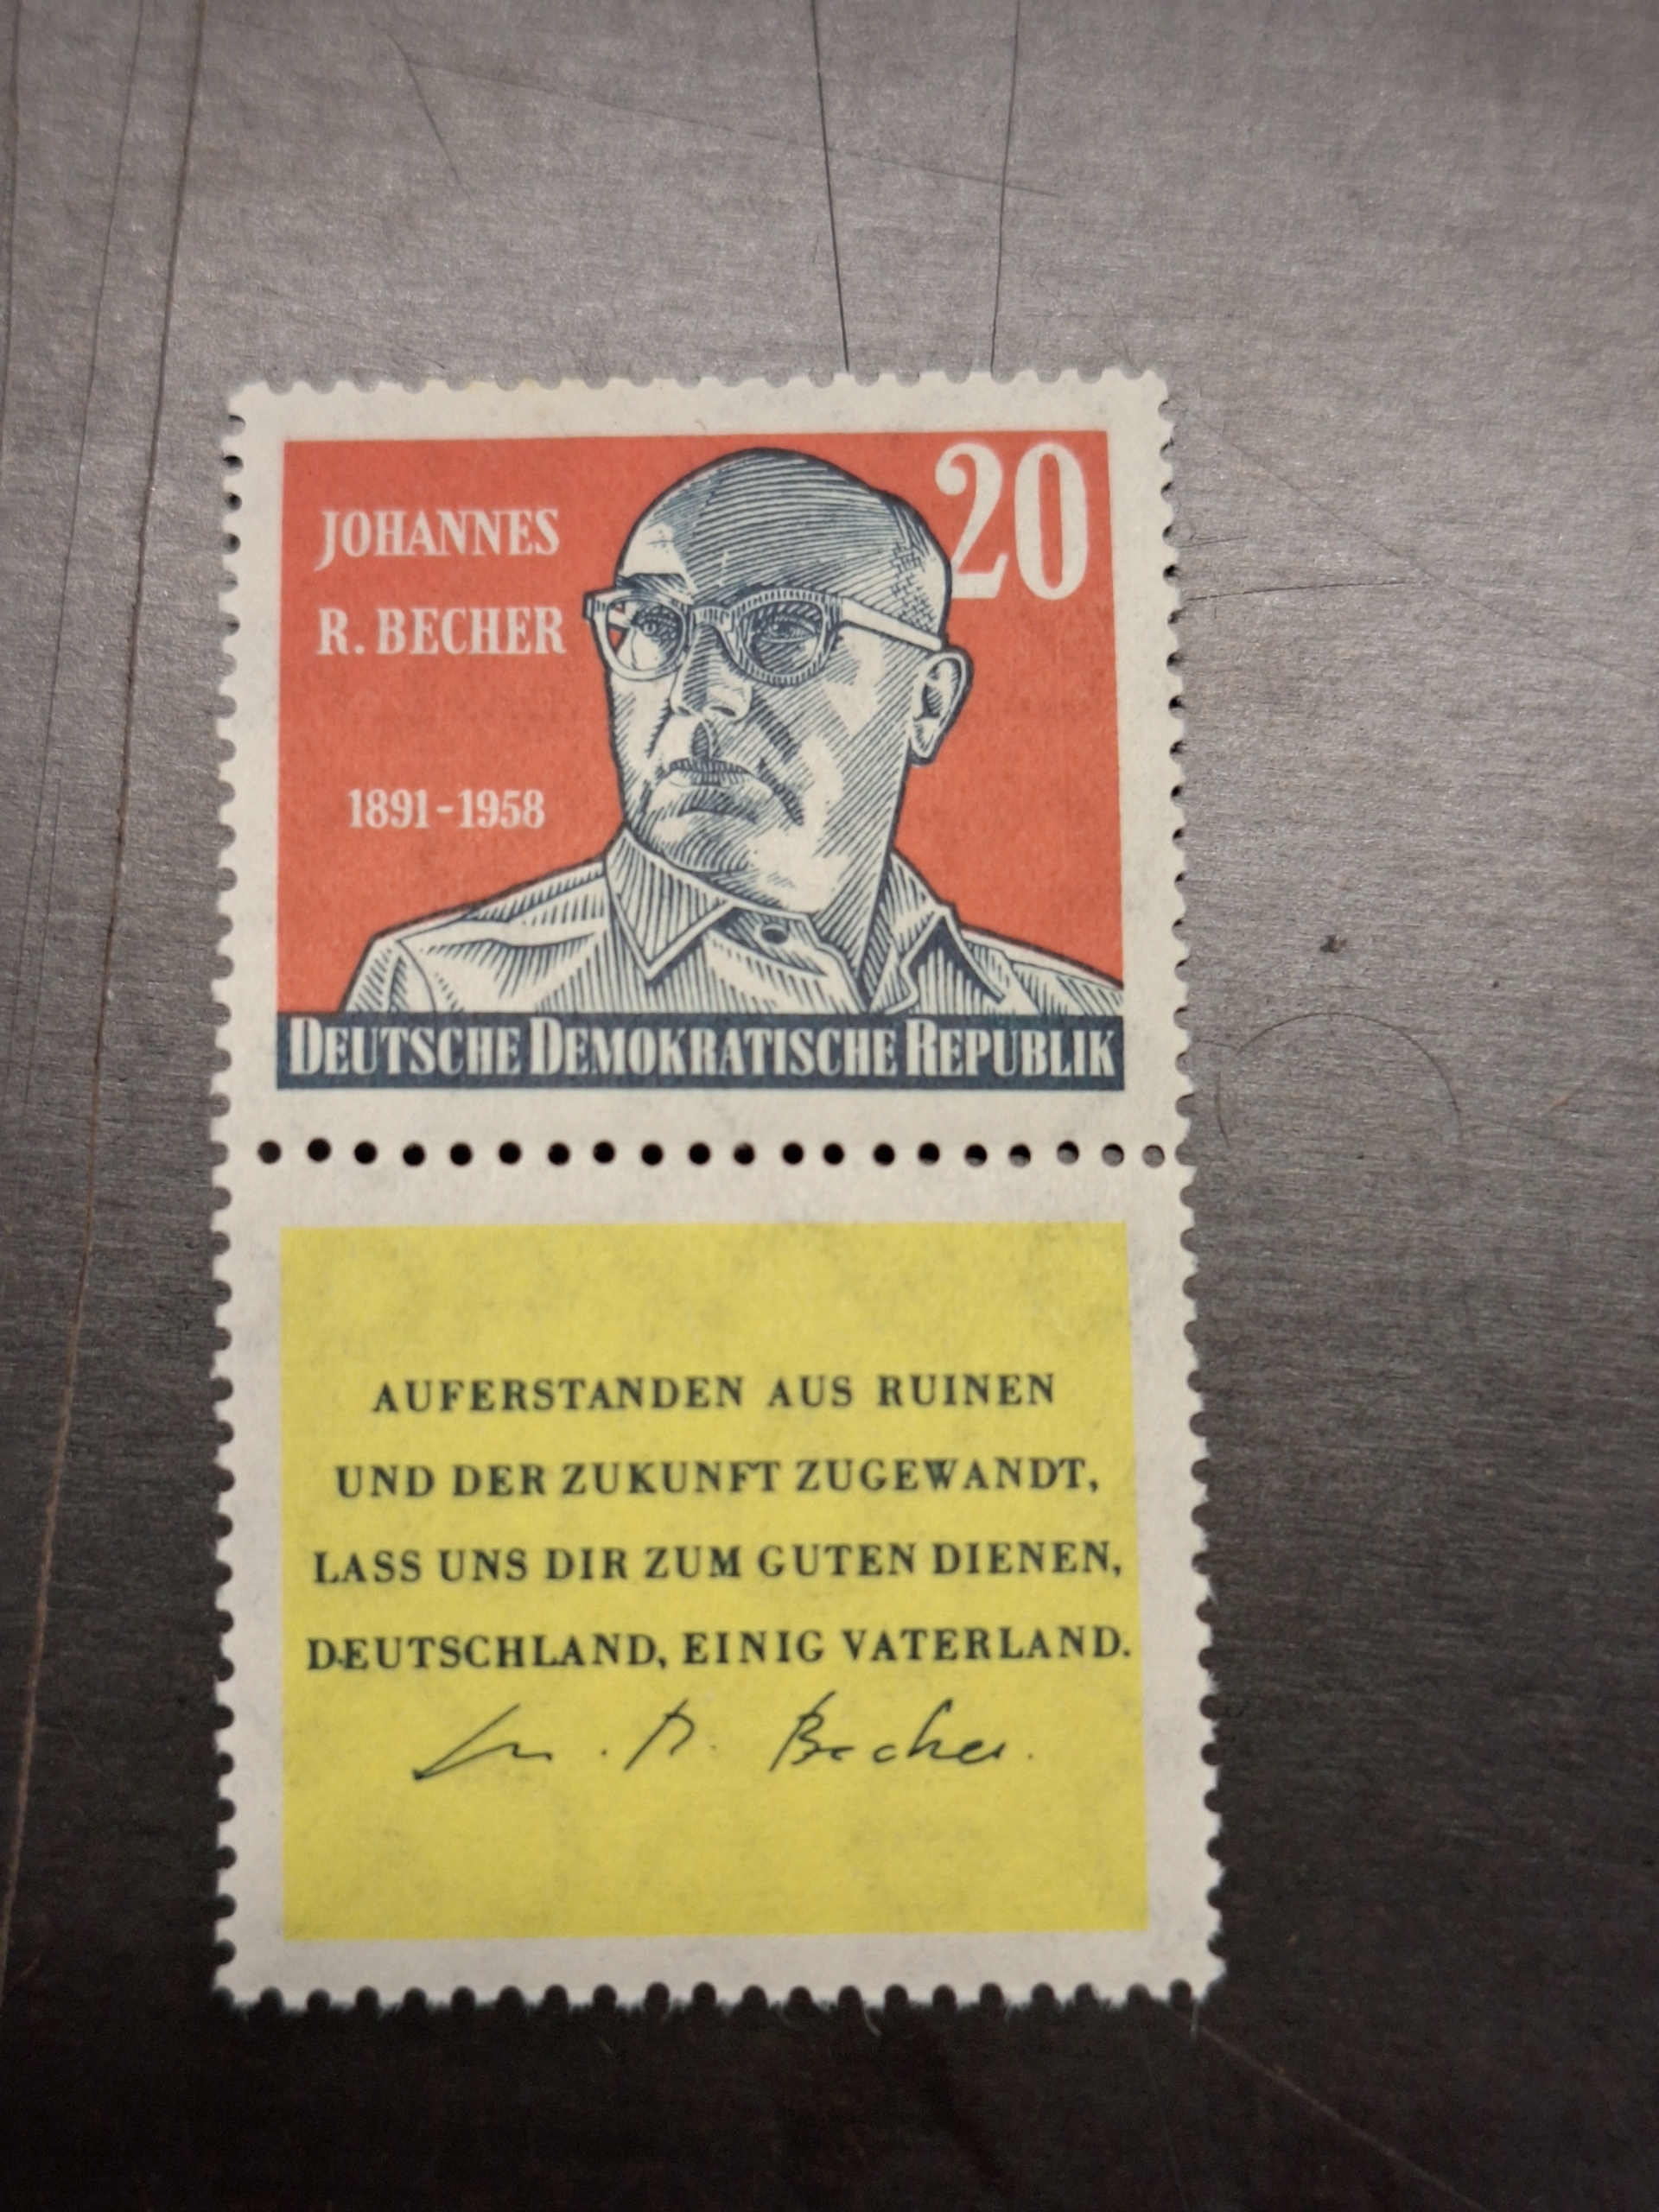 JOHANNES
R. BECHER
20
1891-1958
DEUTSCHE DEMOKRATISCHE REPUBLIK
AUFERSTANDEN AUS RUINEN
UND DER ZUKUNFT ZUGEWANDT,
LASS UNS DIR ZUM GUTEN DIENEN,
DEUTSCHLAND, EINIG VATERLAND.
R. Becher.